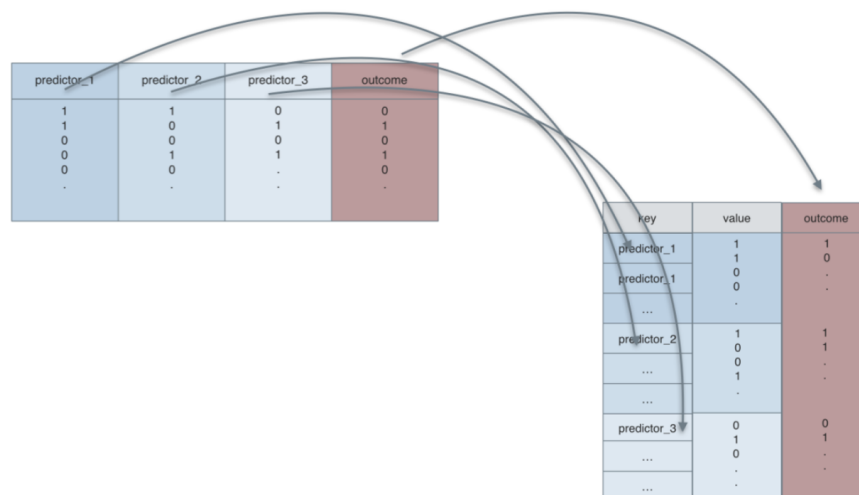 predictor_1 predictor_2 predictor_3 outcome
1 1 0 0
1 0 1 1
0 0 0 0
0 1 1 1
0 0 . 0
. . . .
key value outcome
predictor_1 1 1
1 0
predictor_1 0 .
0 .
... .
predictor_2 1 1
0 1
... 0 .
1 .
... .
predictor_3 0 0
1 1
... 0 .
. .
... .